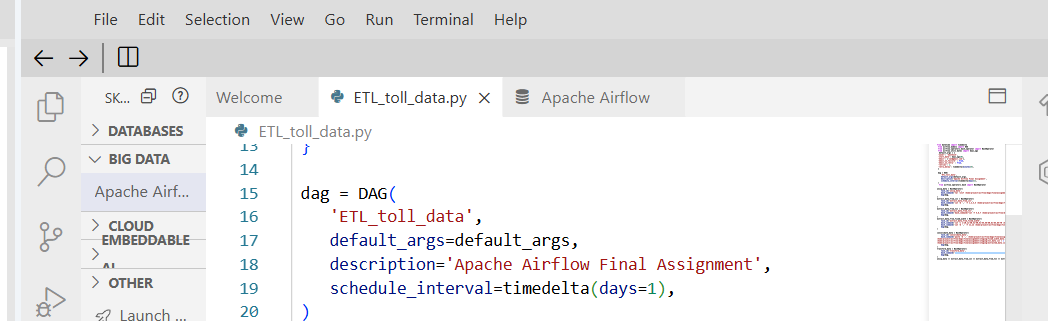 File Edit Selection View Go Run Terminal Help
SK... Welcome ETL_toll_data.py Apache Airflow
DATABASES
BIG DATA
Apache Airf...
CLOUD
EMBEDDABLE
AI
OTHER
Launch ...
ETL_toll_data.py
13 }
14
15 dag = DAG(
16 'ETL_toll_data',
17 default_args=default_args,
18 description='Apache Airflow Final Assignment',
19 schedule_interval=timedelta(days=1),
20 )